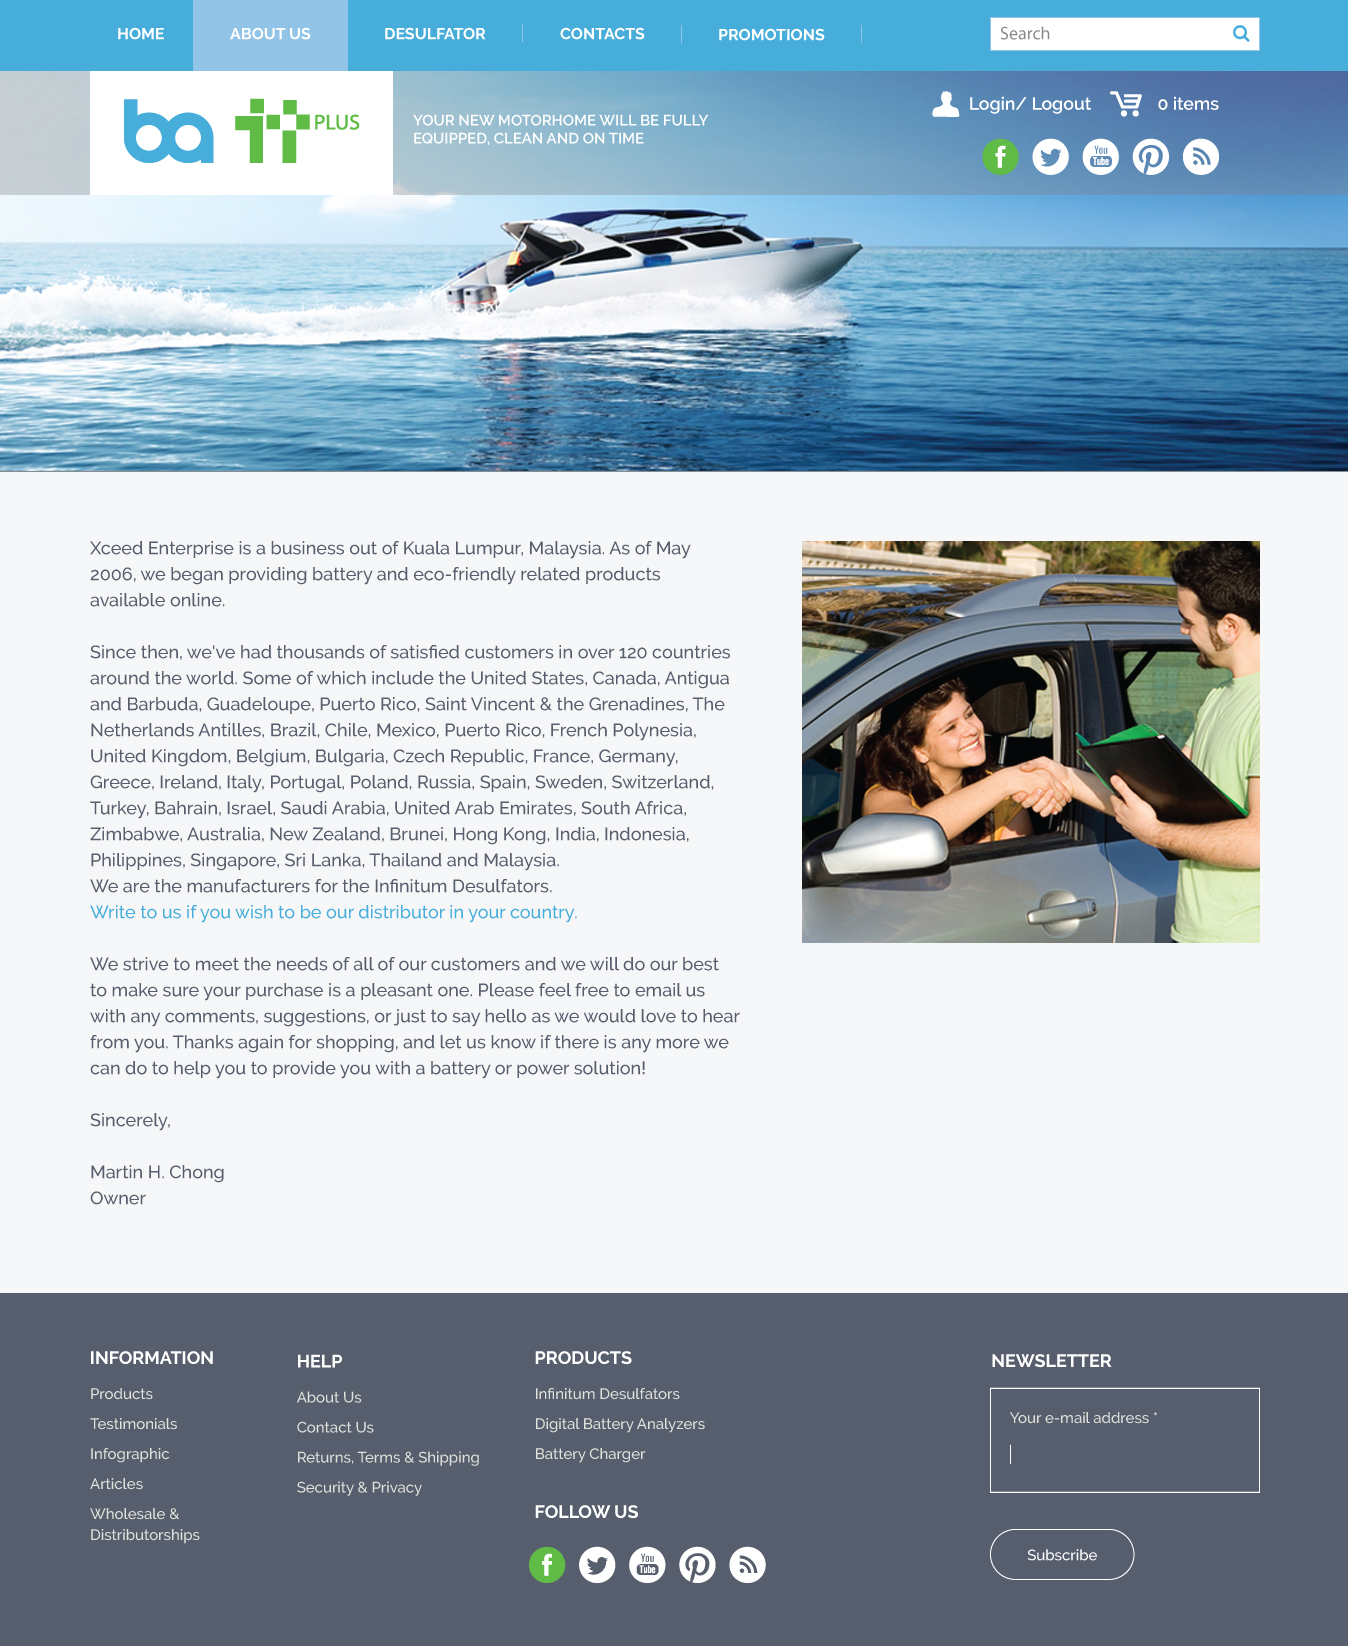 HOME
ABOUT US
DESULFATOR
CONTACTS
PROMOTIONS
Search
batt PLUS
YOUR NEW MOTORHOME WILL BE FULLY
EQUIPPED, CLEAN AND ON TIME
Login/ Logout
0 items
f
You
Tube
Xceed Enterprise is a business out of Kuala Lumpur, Malaysia. As of May
2006, we began providing battery and eco-friendly related products
available online.
Since then, we've had thousands of satisfied customers in over 120 countries
around the world. Some of which include the United States, Canada, Antigua
and Barbuda, Guadeloupe, Puerto Rico, Saint Vincent & the Grenadines, The
Netherlands Antilles, Brazil, Chile, Mexico, Puerto Rico, French Polynesia,
United Kingdom, Belgium, Bulgaria, Czech Republic, France, Germany,
Greece, Ireland, Italy, Portugal, Poland, Russia, Spain, Sweden, Switzerland,
Turkey, Bahrain, Israel, Saudi Arabia, United Arab Emirates, South Africa,
Zimbabwe, Australia, New Zealand, Brunei, Hong Kong, India, Indonesia,
Philippines, Singapore, Sri Lanka, Thailand and Malaysia.
We are the manufacturers for the Infinitum Desulfators.
Write to us if you wish to be our distributor in your country.
We strive to meet the needs of all of our customers and we will do our best
to make sure your purchase is a pleasant one. Please feel free to email us
with any comments, suggestions, or just to say hello as we would love to hear
from you. Thanks again for shopping, and let us know if there is any more we
can do to help you to provide you with a battery or power solution!
Sincerely,
Martin H. Chong
Owner
INFORMATION
Products
Testimonials
Infographic
Articles
Wholesale &
Distributorships
HELP
About Us
Contact Us
Returns, Terms & Shipping
Security & Privacy
PRODUCTS
Infinitum Desulfators
Digital Battery Analyzers
Battery Charger
FOLLOW US
f
You
Tube
NEWSLETTER
Your e-mail address *
Subscribe